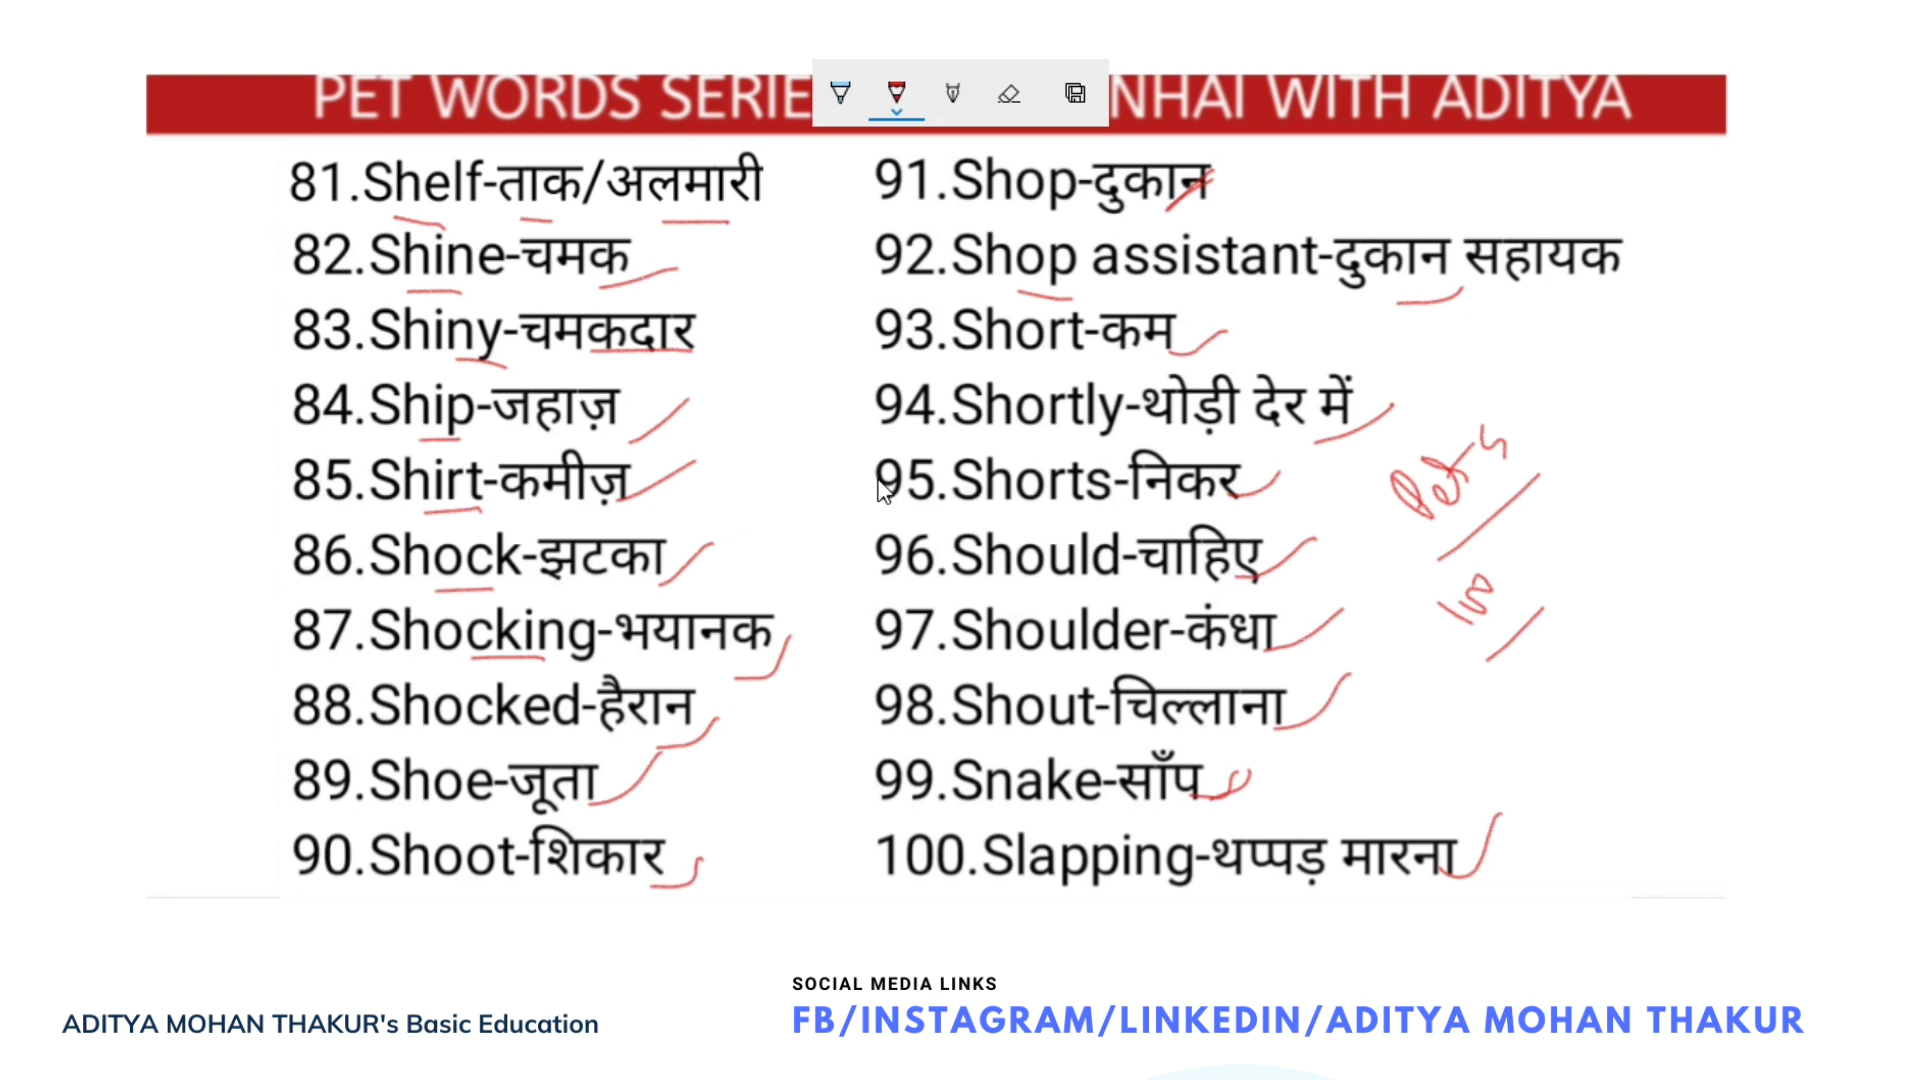 PET WORDS SERIE NHAI WITH ADITYA
81.Shelf-ताक/अलमारी
82.Shine-चमक
83.Shiny-चमकदार
84.Ship-जहाज़
85.Shirt-कमीज़
86.Shock-झटका
87.Shocking-भयानक
88.Shocked-हैरान
89.Shoe-जूता
90.Shoot-शिकार
91.Shop-दुकान
92.Shop assistant-दुकान सहायक
93.Short-कम
94.Shortly-थोड़ी देर में
95.Shorts-निकर
96.Should-चाहिए
97.Shoulder-कंधा
98.Shout-चिल्लाना
99.Snake-साँप
100.Slapping-थप्पड़ मारना
Pet
100
SOCIAL MEDIA LINKS
ADITYA MOHAN THAKUR's Basic Education
FB/INSTAGRAM/LINKEDIN/ADITYA MOHAN THAKUR